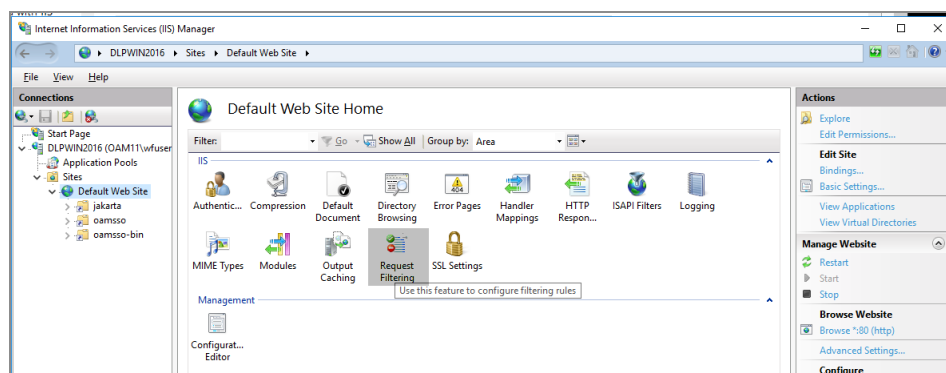 Internet Information Services (IIS) Manager
DLPWIN2016 Sites Default Web Site
File View Help
Connections
Start Page
DLPWIN2016 (OAM11\wfuser
Application Pools
Sites
Default Web Site
jakarta
oamsso
oamsso-bin
Default Web Site Home
Filter: Go Show All Group by: Area
IIS
Authentic... Compression Default Document Directory Browsing Error Pages Handler Mappings HTTP Respon... ISAPI Filters Logging
MIME Types Modules Output Caching Request Filtering SSL Settings
Use this feature to configure filtering rules
Management
Configurat... Editor
Actions
Explore
Edit Permissions...
Edit Site
Bindings...
Basic Settings...
View Applications
View Virtual Directories
Manage Website
Restart
Start
Stop
Browse Website
Browse *:80 (http)
Advanced Settings...
Configure